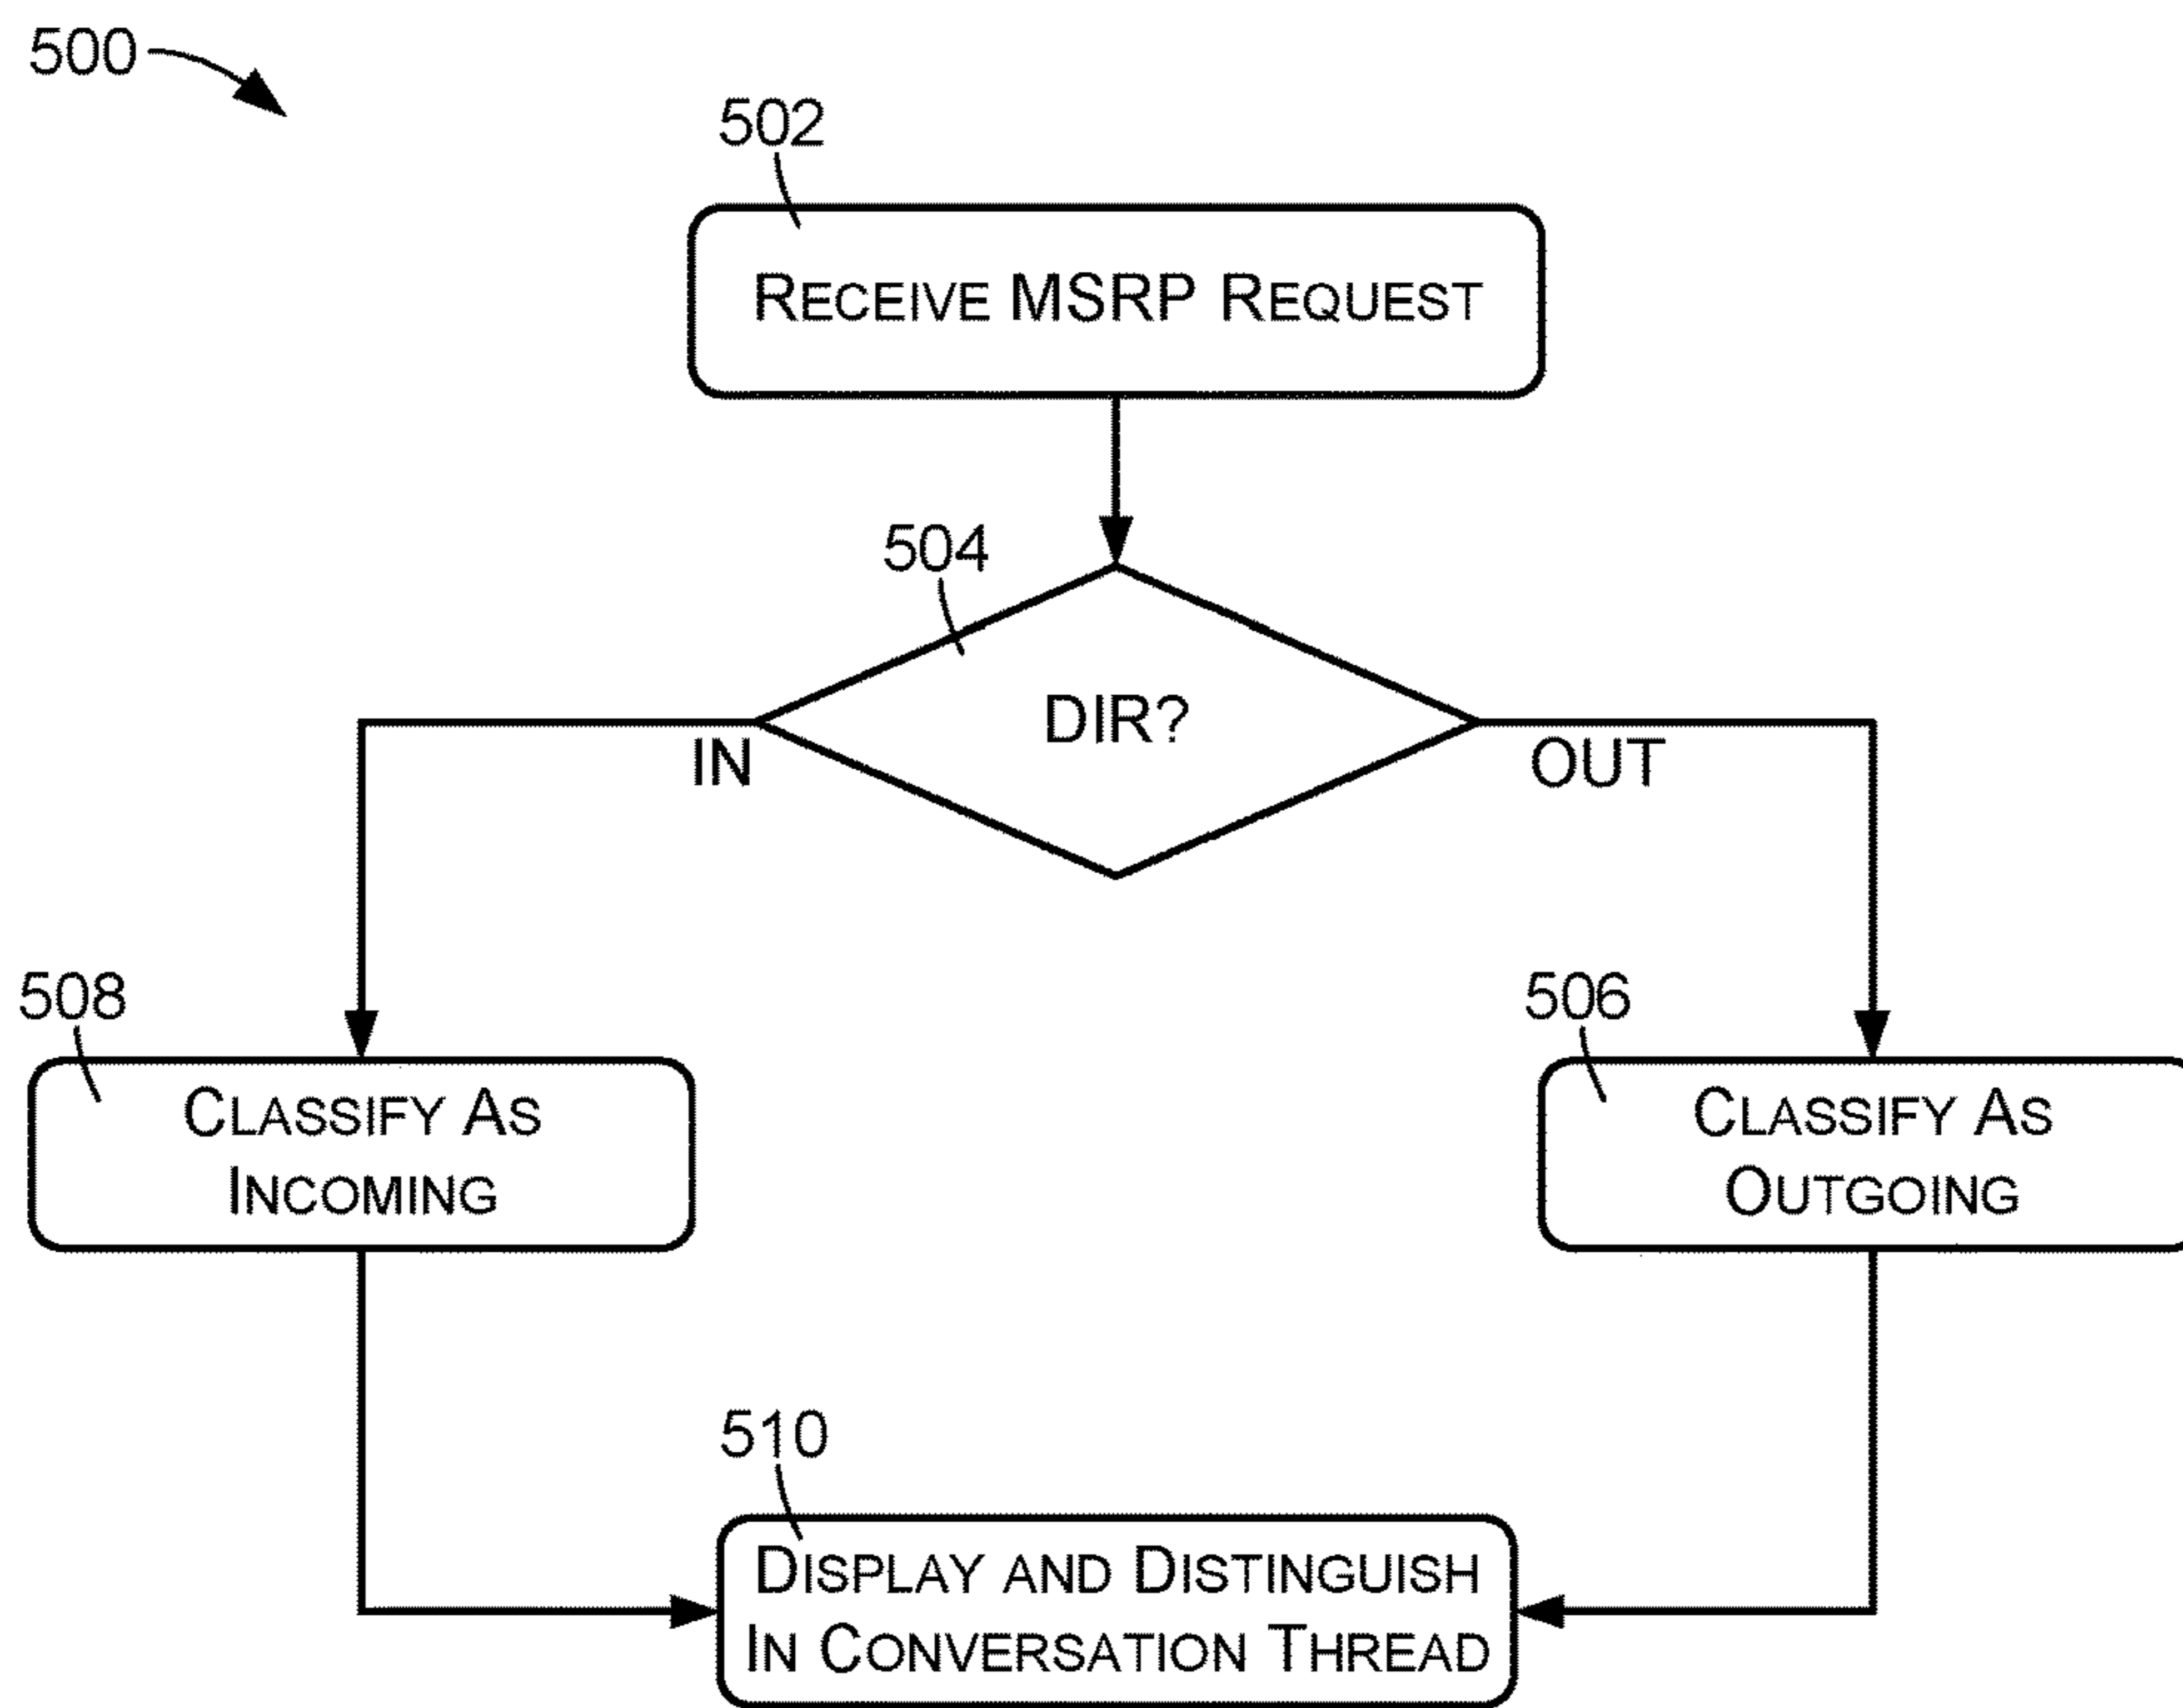 500
502
RECEIVE MSRP REQUEST
504
DIR?
IN
OUT
508
506
CLASSIFY AS
INCOMING
CLASSIFY AS
OUTGOING
510
DISPLAY AND DISTINGUISH
IN CONVERSATION THREAD